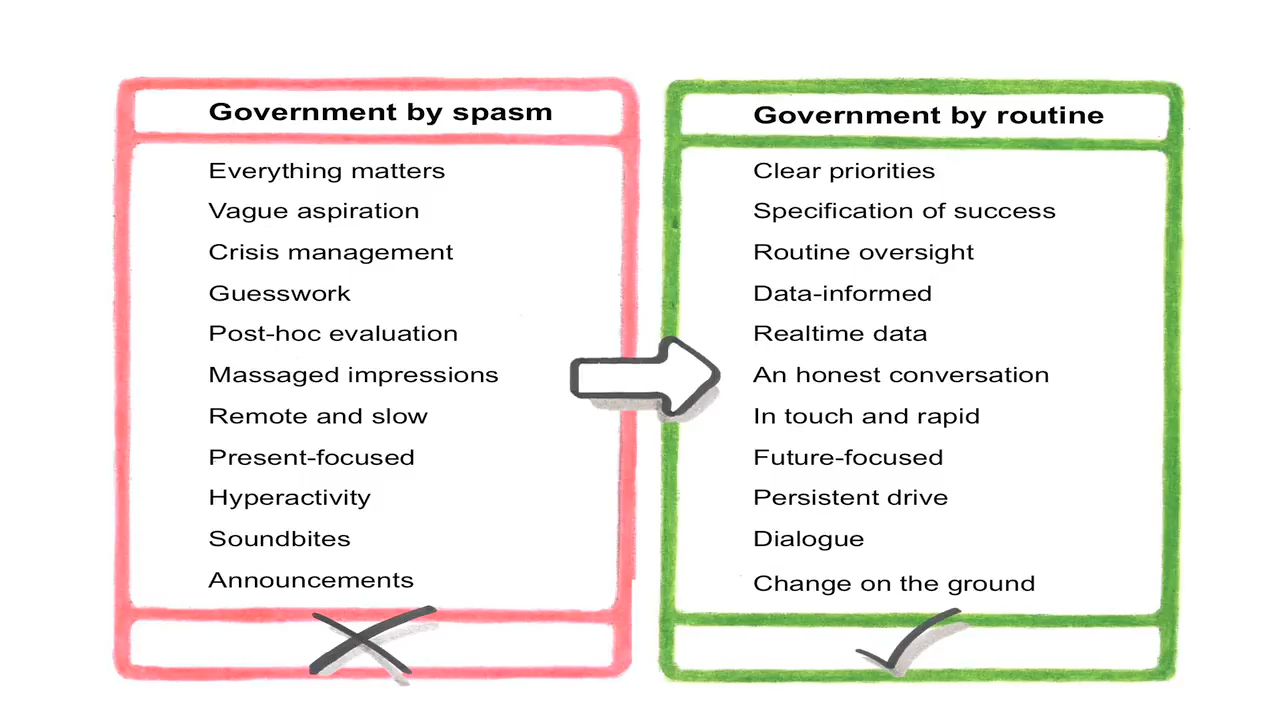 Government by spasm
Everything matters
Vague aspiration
Crisis management
Guesswork
Post-hoc evaluation
Massaged impressions
Remote and slow
Present-focused
Hyperactivity
Soundbites
Announcements
Government by routine
Clear priorities
Specification of success
Routine oversight
Data-informed
Realtime data
An honest conversation
In touch and rapid
Future-focused
Persistent drive
Dialogue
Change on the ground